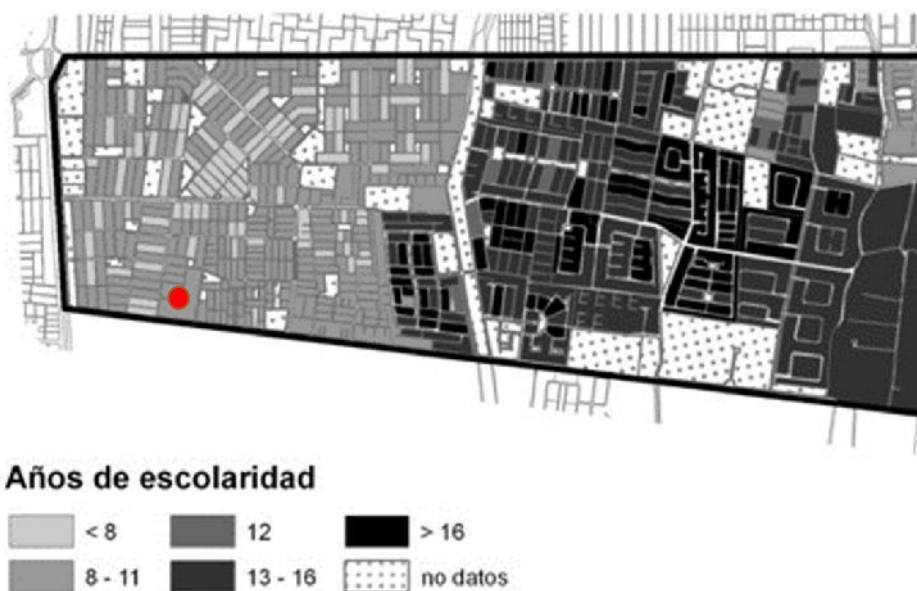 Años de escolaridad
< 8
12
> 16
8 - 11
13 - 16
no datos